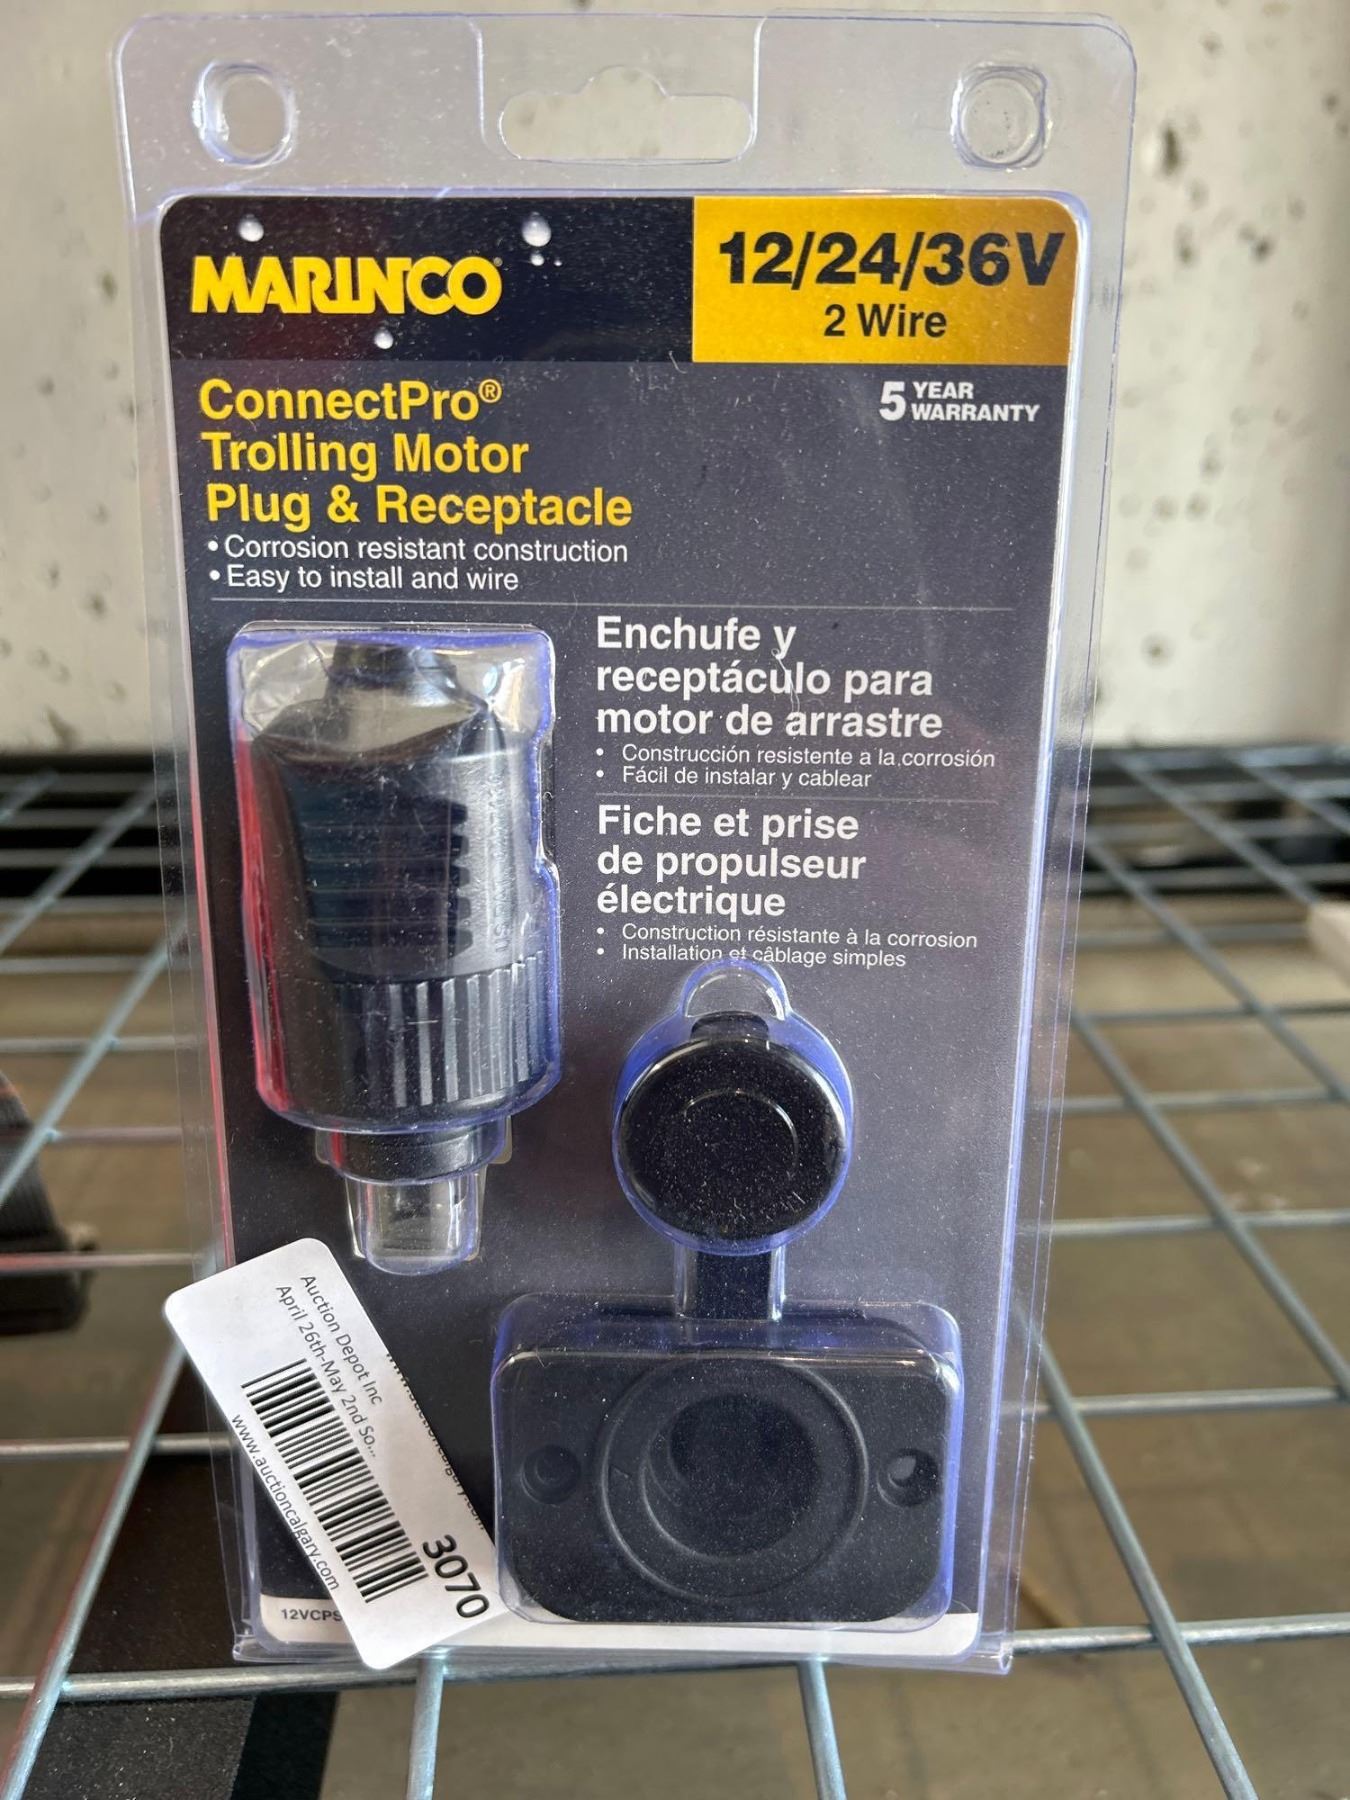 MARINCO
12/24/36V
2 Wire
5 YEAR
WARRANTY
ConnectPro®
Trolling Motor
Plug & Receptacle
• Corrosion resistant construction
• Easy to install and wire
Enchufe y
receptáculo para
motor de arrastre
• Construcción resistente a la corrosión
• Fácil de instalar y cablear
Fiche et prise
de propulseur
électrique
• Construction résistante à la corrosion
• Installation et câblage simples
Auction Depot Inc
April 26th-May 2nd So...
www.auctioncalgary.com
3070
12VCPS